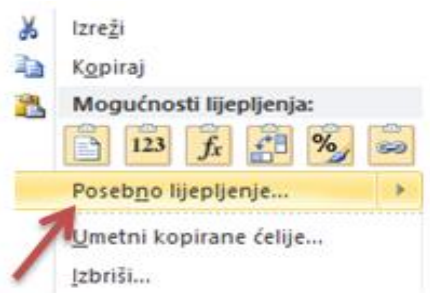 Izreži
Kopiraj
Mogućnosti lijepljenja:
123 fx %
Posebno lijepljenje...
Umetni kopirane ćelije...
Izbriši...